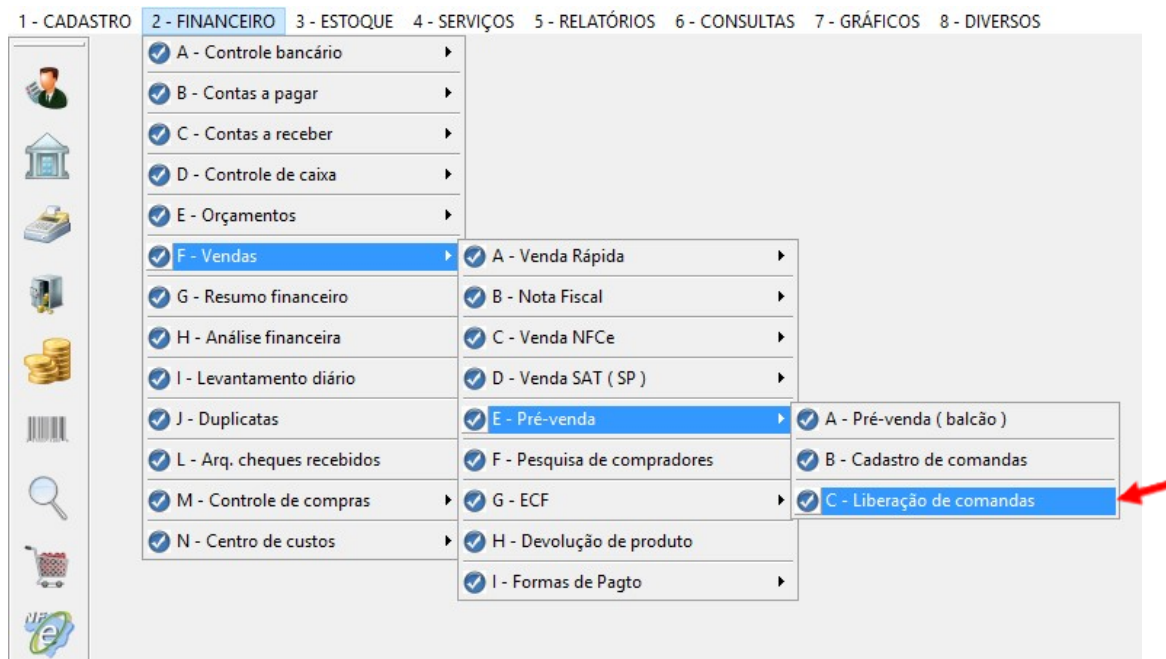 1 - CADASTRO 2 - FINANCEIRO 3 - ESTOQUE 4 - SERVIÇOS 5 - RELATÓRIOS 6 - CONSULTAS 7 - GRÁFICOS 8 - DIVERSOS
A - Controle bancário
B - Contas a pagar
C - Contas a receber
D - Controle de caixa
E - Orçamentos
F - Vendas
G - Resumo financeiro
H - Análise financeira
I - Levantamento diário
J - Duplicatas
L - Arq. cheques recebidos
M - Controle de compras
N - Centro de custos
A - Venda Rápida
B - Nota Fiscal
C - Venda NFCe
D - Venda SAT ( SP )
E - Pré-venda
F - Pesquisa de compradores
G - ECF
H - Devolução de produto
I - Formas de Pagto
A - Pré-venda ( balcão )
B - Cadastro de comandas
C - Liberação de comandas
NF
e